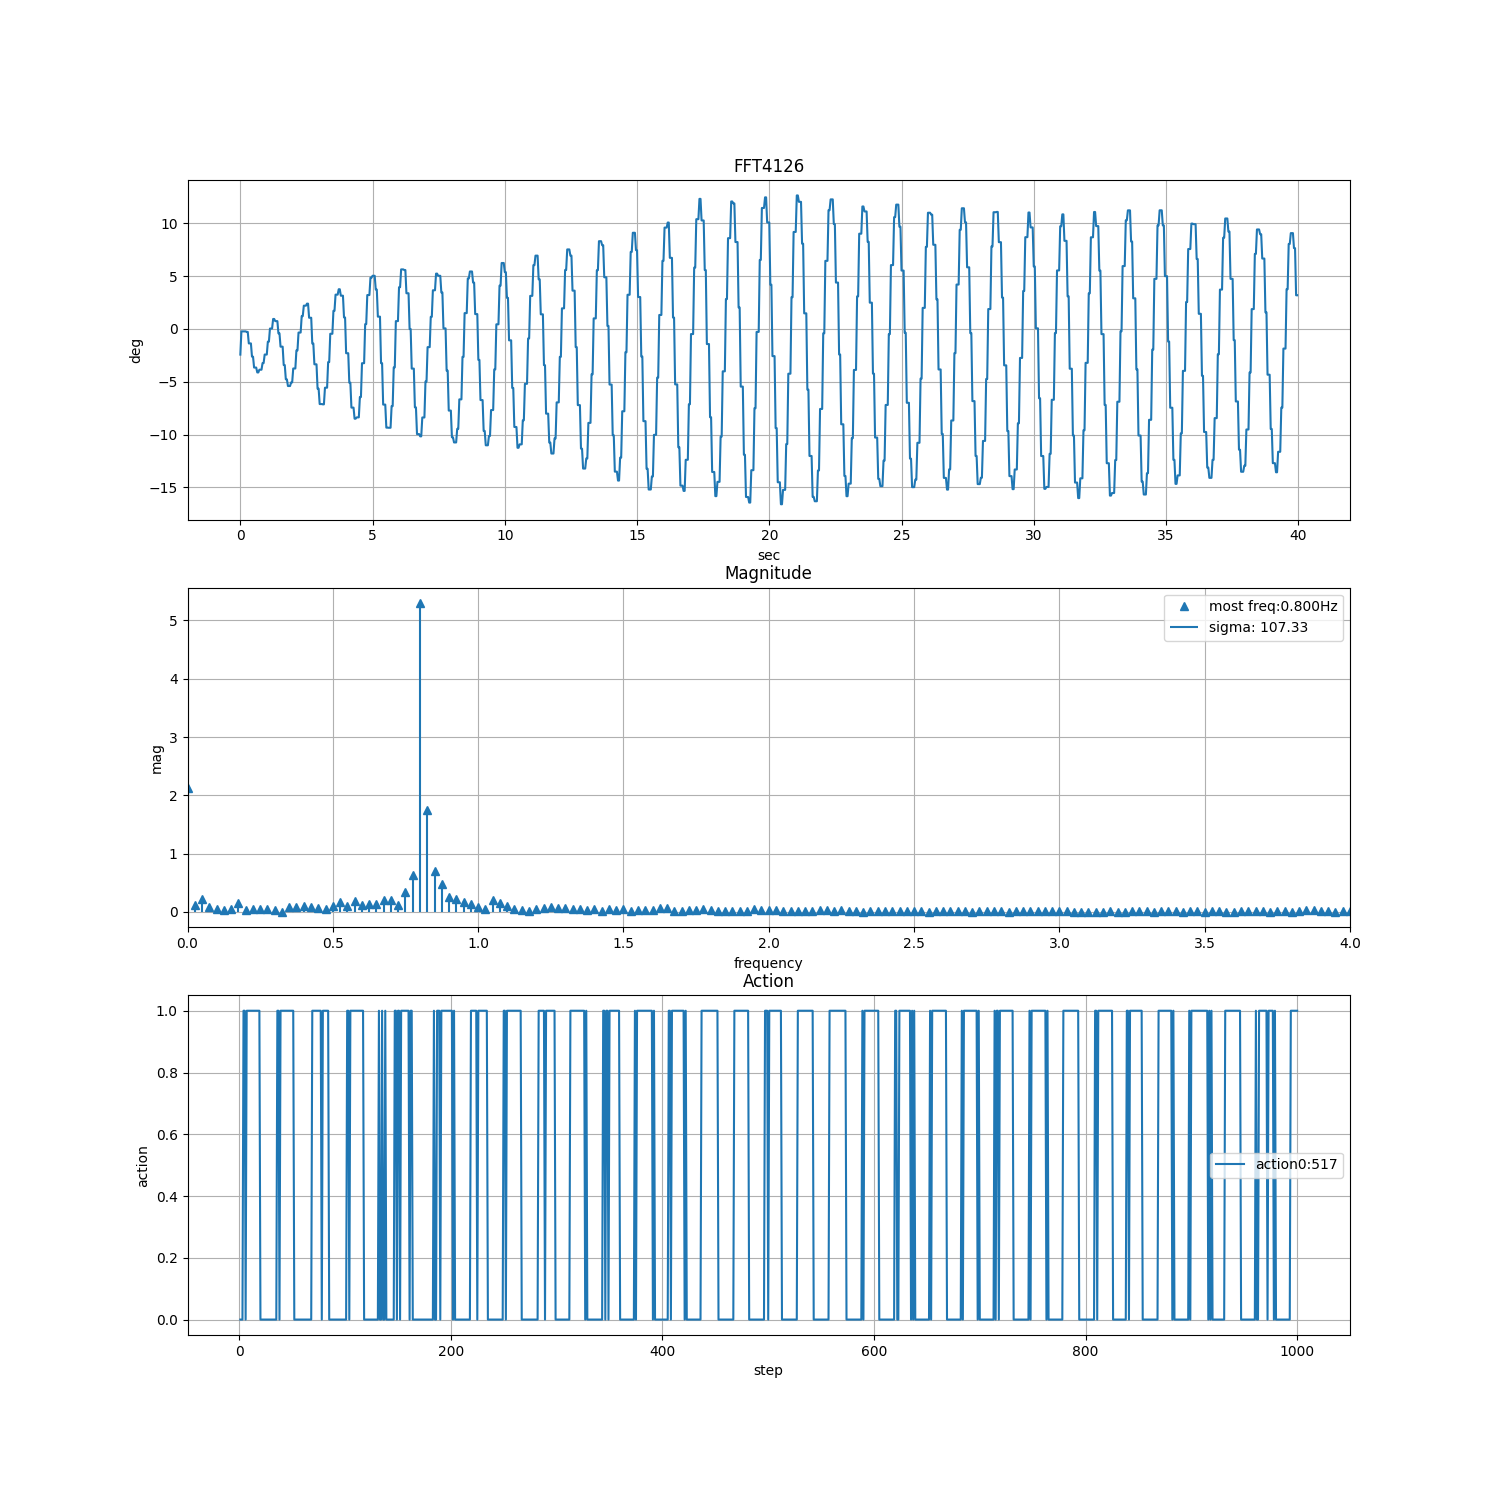 FFT4126
10
5
0
−5
−10
−15
deg
0 5 10 15 20 25 30 35 40
sec
Magnitude
most freq:0.800Hz
sigma: 107.33
5
4
3
2
1
0
mag
0.0 0.5 1.0 1.5 2.0 2.5 3.0 3.5 4.0
frequency
Action
1.0
0.8
0.6
0.4
0.2
0.0
action
action0:517
0 200 400 600 800 1000
step